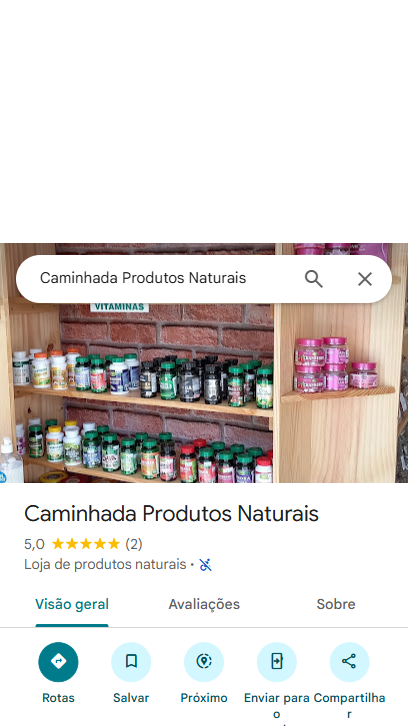 Caminhada Produtos Naturais
VITAMINAS
Caminhada Produtos Naturais
5,0 (2)
Loja de produtos naturais ·
Visão geral
Avaliações
Sobre
Rotas
Salvar
Próximo
Enviar para o
Compartilhar